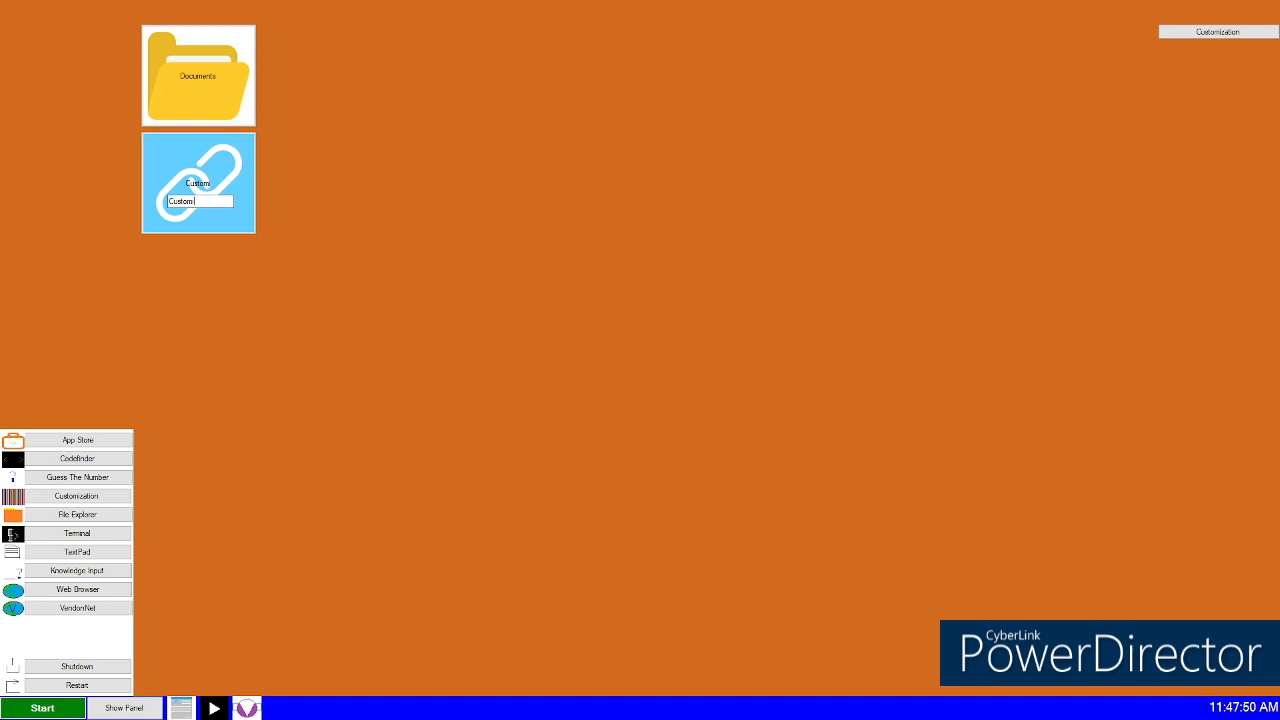 Customization
Documents
Customi
Customi
App Store
Codefinder
Guess The Number
Customization
File Explorer
Terminal
TextPad
Knowledge Input
Web Browser
VendonNet
Shutdown
Restart
CyberLink
PowerDirector
Start
Show Panel
11:47:50 AM